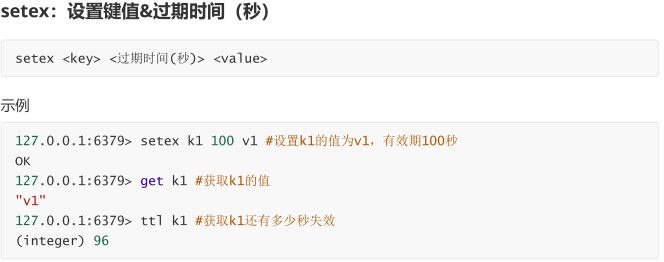 setex：设置键值&过期时间（秒）
setex <key> <过期时间(秒)> <value>
示例
127.0.0.1:6379> setex k1 100 v1 #设置k1的值为v1，有效期100秒
OK
127.0.0.1:6379> get k1 #获取k1的值
"v1"
127.0.0.1:6379> ttl k1 #获取k1还有多少秒失效
(integer) 96